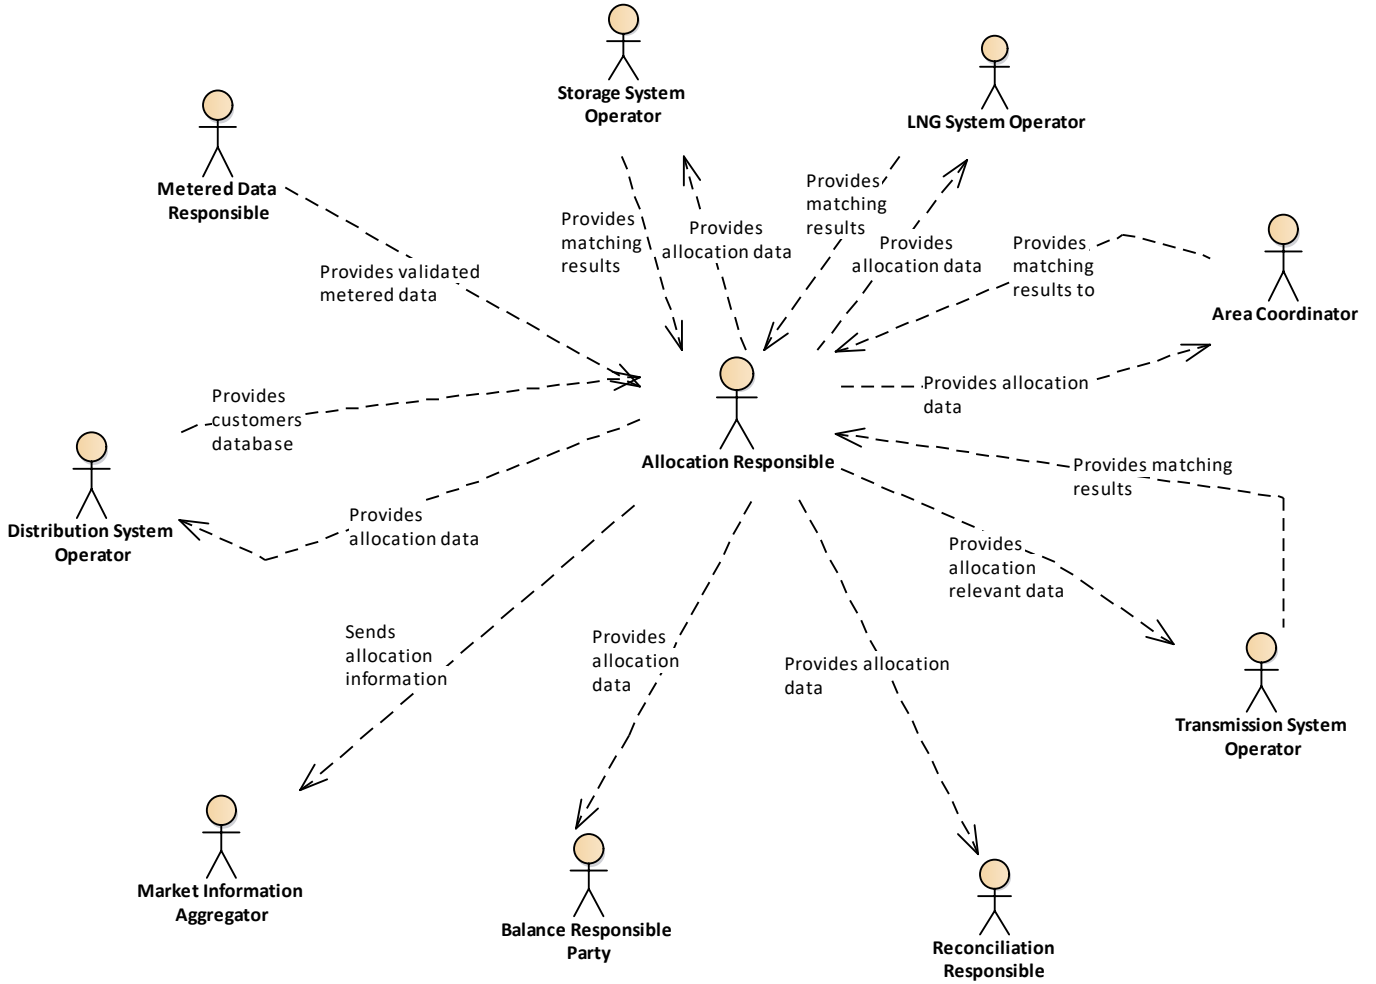 Storage System
Operator
LNG System Operator
Metered Data
Responsible
Provides
matching
results
Provides
matching
results
Provides
allocation data
Provides
allocation data
Provides
matching
results to
Area Coordinator
Provides validated
metered data
Provides allocation
data
Provides
customers
database
Allocation Responsible
Provides matching
results
Distribution System
Operator
Provides
allocation data
Provides
allocation
relevant data
Sends
allocation
information
Provides
allocation
data
Provides allocation
data
Transmission System
Operator
Market Information
Aggregator
Balance Responsible
Party
Reconciliation
Responsible